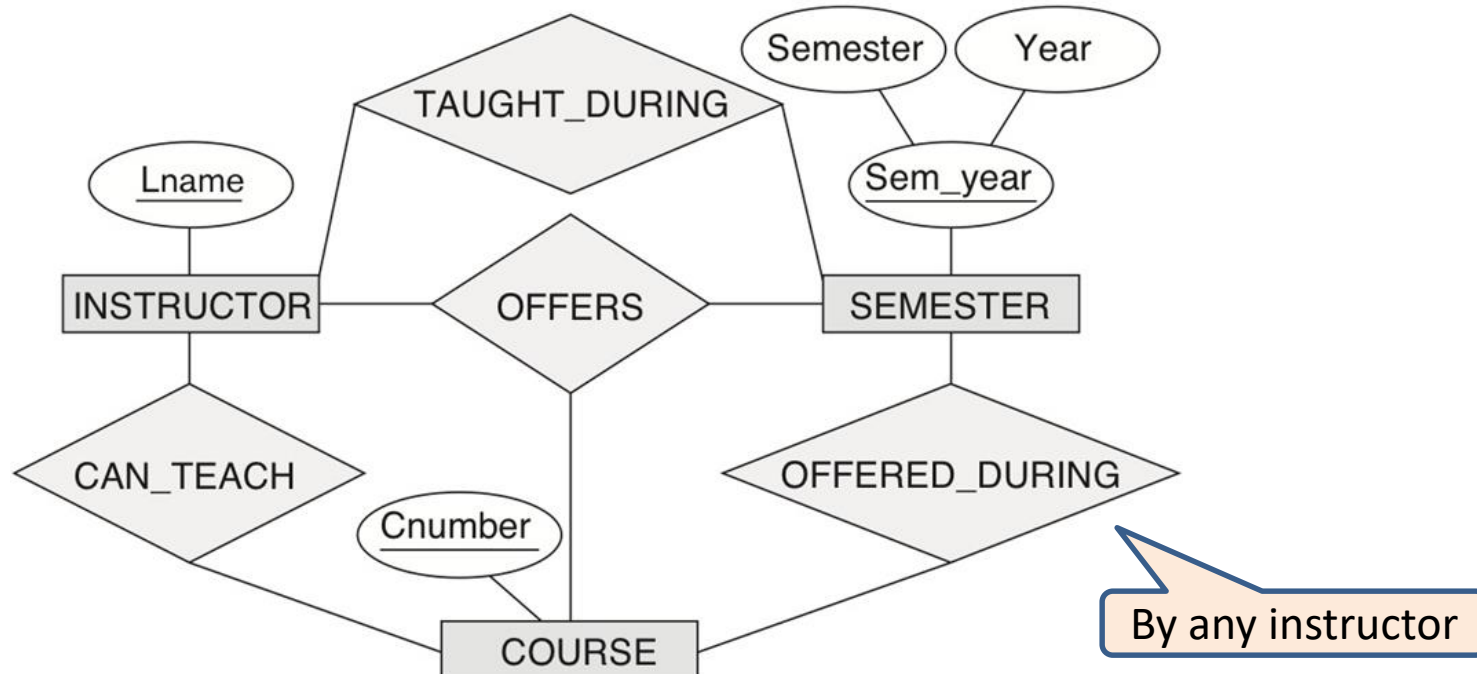 Semester
Year
TAUGHT_DURING
Lname
Sem_year
INSTRUCTOR
OFFERS
SEMESTER
CAN_TEACH
OFFERED_DURING
Cnumber
By any instructor
COURSE